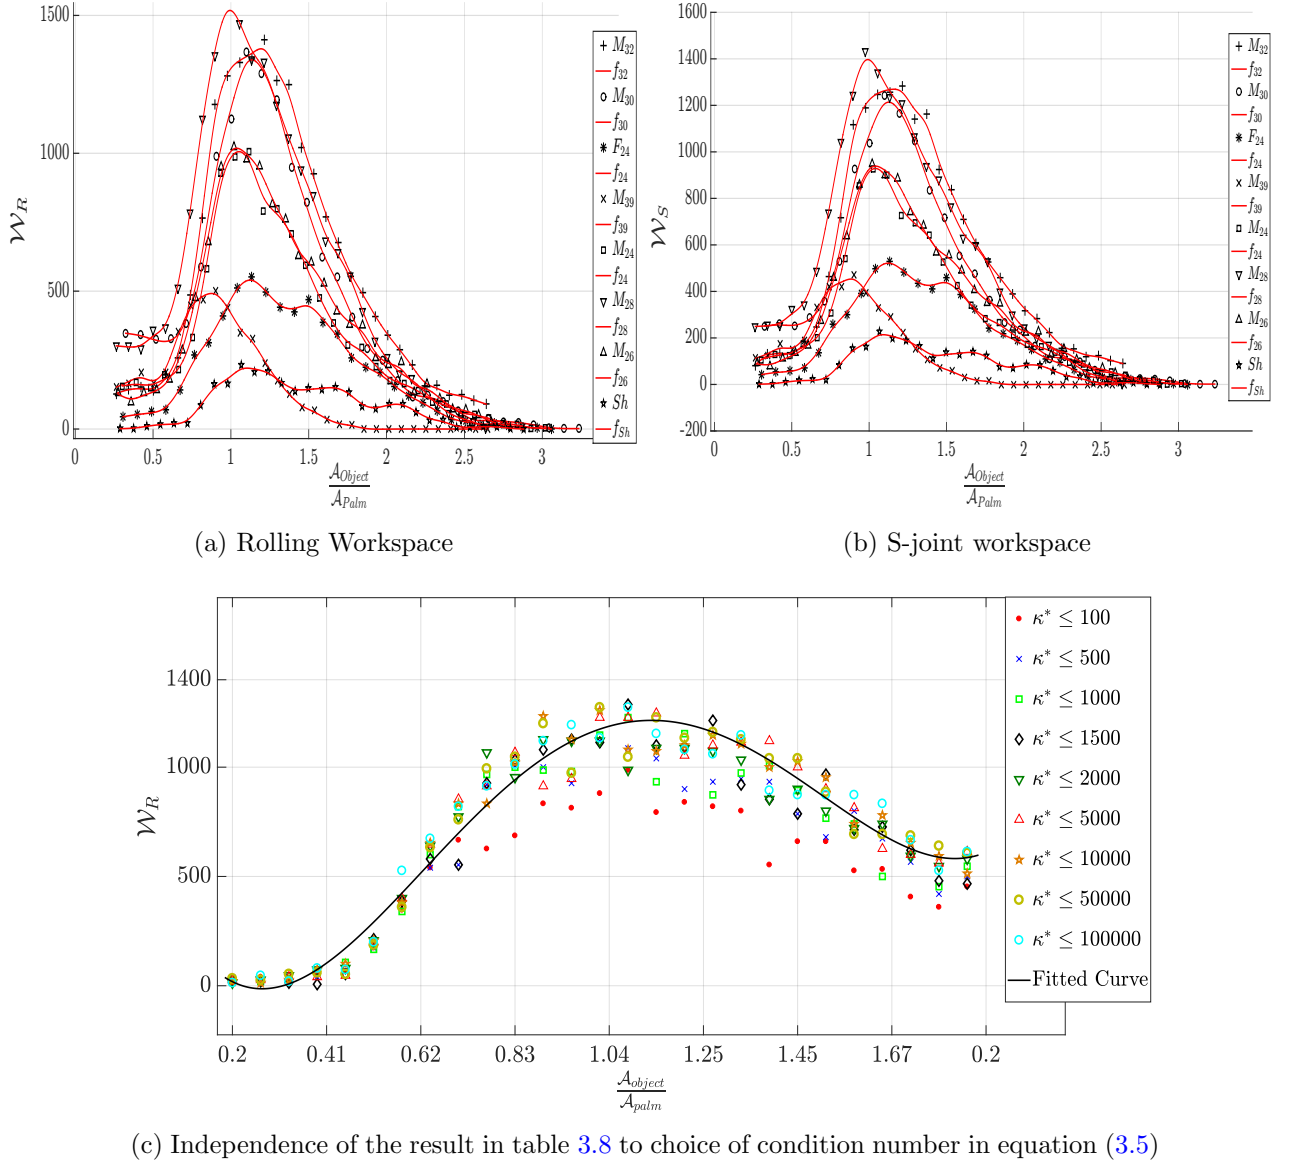 1500
1000
500
0
0 0.5 1 1.5 2 2.5 3
𝒲_R
𝒜_Object
𝒜_Palm
M_32
f_32
M_30
f_30
F_24
f_24
M_39
f_39
M_24
f_24
M_28
f_28
M_26
f_26
Sh
f_Sh
(a) Rolling Workspace
1600
1400
1200
1000
800
600
400
200
0
-200
0 0.5 1 1.5 2 2.5 3
𝒲_S
𝒜_Object
𝒜_Palm
M_32
f_32
M_30
f_30
F_24
f_24
M_39
f_39
M_24
f_24
M_28
f_28
M_26
f_26
Sh
f_Sh
(b) S-joint workspace
1400
1000
500
0
0.2 0.41 0.62 0.83 1.04 1.25 1.45 1.67 0.2
𝒲_R
𝒜_object
𝒜_palm
κ* ≤ 100
κ* ≤ 500
κ* ≤ 1000
κ* ≤ 1500
κ* ≤ 2000
κ* ≤ 5000
κ* ≤ 10000
κ* ≤ 50000
κ* ≤ 100000
Fitted Curve
(c) Independence of the result in table 3.8 to choice of condition number in equation (3.5)